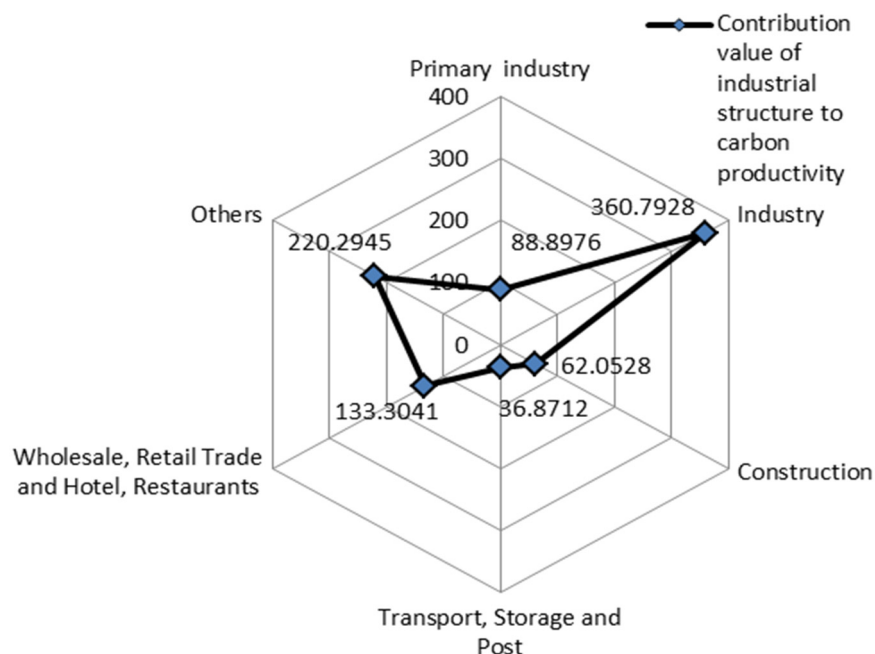 Contribution
value of
industrial
structure to
carbon
productivity
Primary industry
400
300
200
100
0
360.7928
Industry
Others
220.2945
88.8976
62.0528
36.8712
133.3041
Wholesale, Retail Trade
and Hotel, Restaurants
Construction
Transport, Storage and
Post